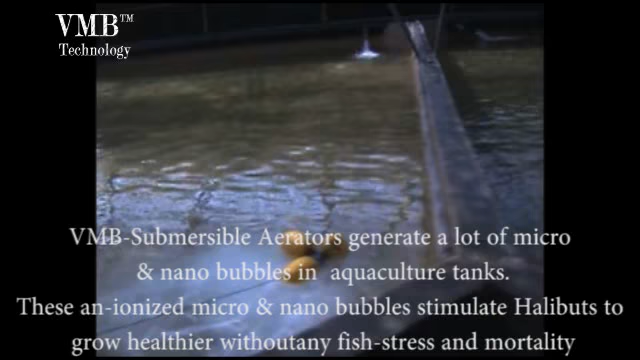 VMB™
Technology
VMB-Submersible Aerators generate a lot of micro
& nano bubbles in aquaculture tanks.
These an-ionized micro & nano bubbles stimulate Halibuts to
grow healthier withoutany fish-stress and mortality